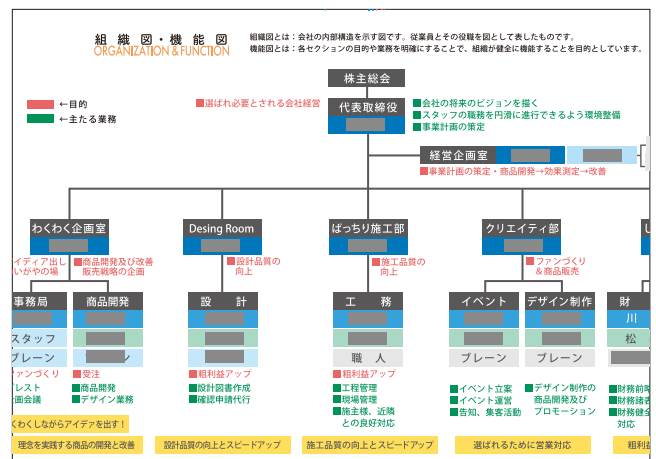 組織図・機能図
ORGANIZATION & FUNCTION
組織図とは：会社の内部構造を示す図です。従業員とその役職を図として表したものです。
機能図とは：各セクションの目的や業務を明確にすることで、組織が健全に機能することを目的としています。
←目的
←主たる業務
株主総会
代表取締役
■選ばれ必要とされる会社経営
■会社の将来のビジョンを描く
■スタッフの職務を円滑に進行できるよう環境整備
■事業計画の策定
経営企画室
■事業計画の策定・商品開発→効果測定→改善
わくわく企画室
Desing Room
ばっちり施工部
クリエイティ部
イディア出し
いがやの場
■商品開発及び改善
販売戦略の企画
■設計品質の
向上
■施工品質の
向上
■ファンづくり
＆商品販売
事務局
商品開発
設計
工務
イベント
デザイン制作
財
川
スタッフ
松
ブレーン
ーン
職人
ブレーン
ブレーン
ァンづくり
■受注
■粗利益アップ
■粗利益アップ
レスト
画会議
■商品開発
■デザイン業務
■設計図書作成
■確認申請代行
■工程管理
■現場管理
■施主様、近隣
との良好対応
■イベント立案
■イベント運営
■告知、集客活動
■デザイン制作の
商品開発及び
プロモーション
■財務前
■財務諸
■財務健全
対応
くわくしながらアイデアを出す！
理念を実践する商品の開発と改善
設計品質の向上とスピードアップ
施工品質の向上とスピードアップ
選ばれるために営業対応
粗利益